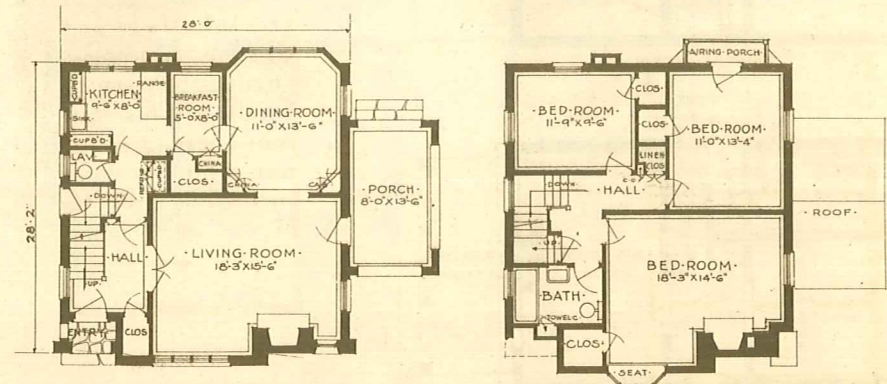 28'-0"
28'-2"
CUPB'D
KITCHEN
9'-6"X8'-0"
RANGE
SINK
CUPB'D
BREAKFAST
ROOM
5'-0"X8'-0"
DINING·ROOM
11'-0"X13'-6"
LAV.
REFRIG.
CUPBD
CHINA
CLOS
CHINA
CAB
DOWN
PORCH
8'-0"X13'-6"
HALL
LIVING·ROOM
18'-3"X15'-6"
UP
ENTRY
CLOS
AIRING·PORCH
BED·ROOM
11'-9"X9'-6"
CLOS
CLOS
BED·ROOM
11'-0"X13'-4"
LINEN
CLOS
C.C.
DOWN
HALL
ROOF
UP
BED·ROOM
18'-3"X14'-6"
BATH
TOWEL C.
CLOS
SEAT